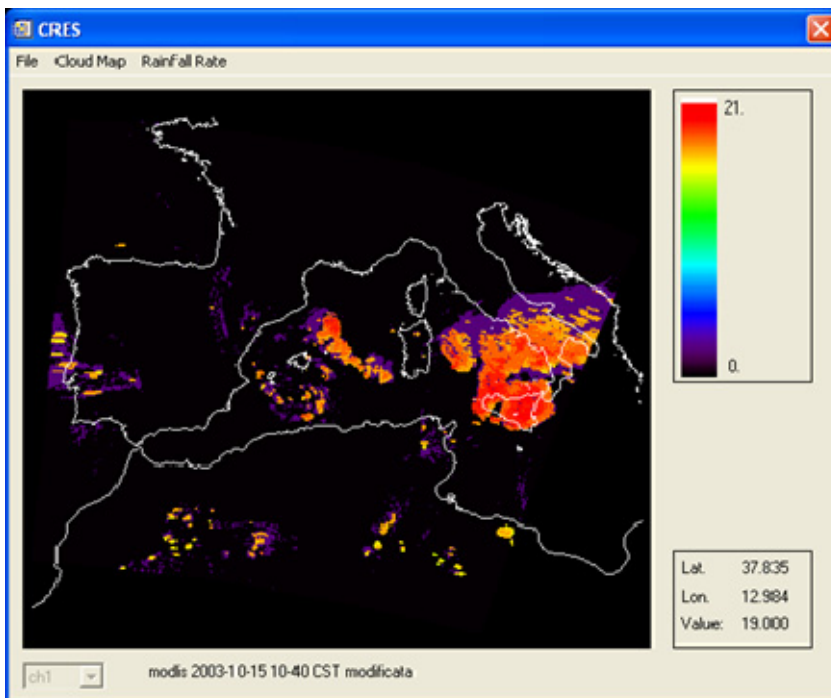 CRES
File Cloud Map RainFall Rate
21.
0.
Lat. 37.835
Lon. 12.984
Value: 19.000
ch1
modis 2003-10-15 10-40 CST modificata